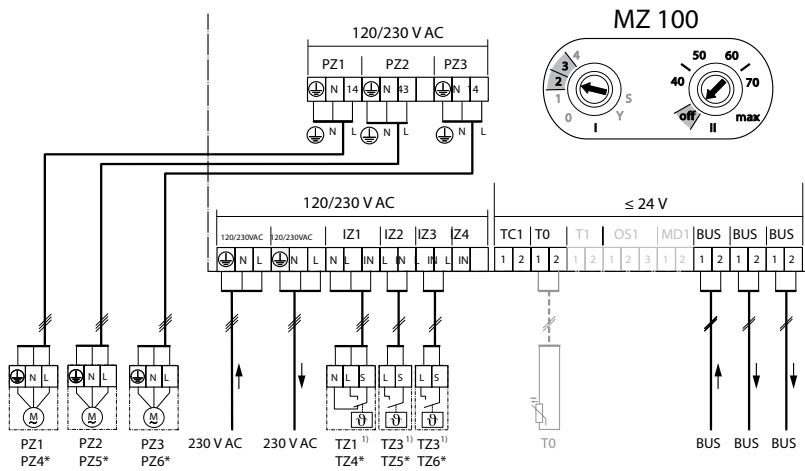 MZ 100
120/230 V AC
PZ1 PZ2 PZ3
N 14 N 43 N 14
N L N L N L
4
3
2
1
0
I
S
Y
50 60
40 70
off II max
120/230 V AC ≤ 24 V
120/230VAC 120/230VAC IZ1 IZ2 IZ3 IZ4 TC1 T0 T1 OS1 MD1 BUS BUS BUS
N L N L N L IN L IN L IN L IN 1 2 1 2 1 2 1 2 3 1 2 1 2 1 2 1 2
N L N L N L N L S L S L S
M M M ϑ ϑ ϑ
PZ1 PZ2 PZ3 230 V AC 230 V AC TZ1 1) TZ3 1) TZ3 1) T0 BUS BUS BUS
PZ4* PZ5* PZ6* TZ4* TZ5* TZ6*